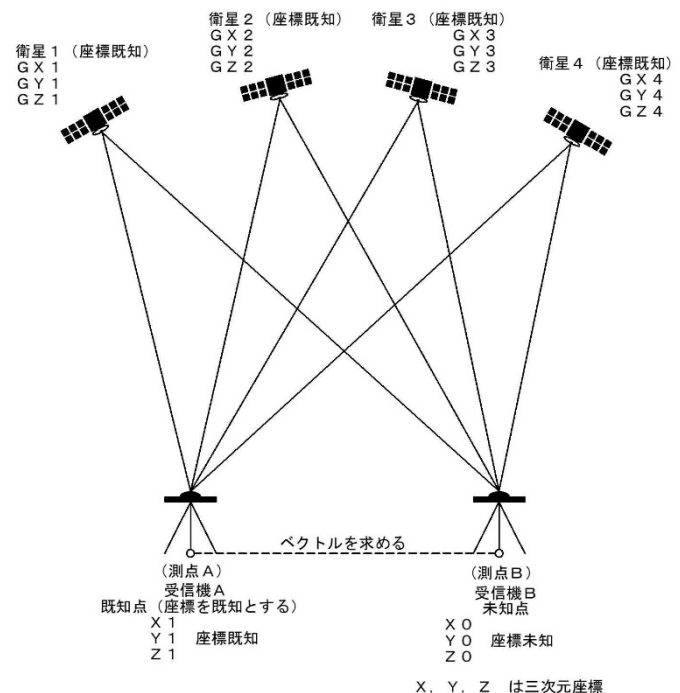 衛星1(座標既知)
GX1
GY1
GZ1
衛星2(座標既知)
GX2
GY2
GZ2
衛星3(座標既知)
GX3
GY3
GZ3
衛星4(座標既知)
GX4
GY4
GZ4
ベクトルを求める
(測点A)
受信機A
既知点(座標を既知とする)
X1
Y1 座標既知
Z1
(測点B)
受信機B
未知点
X0
Y0 座標未知
Z0
X.Y.Z は三次元座標